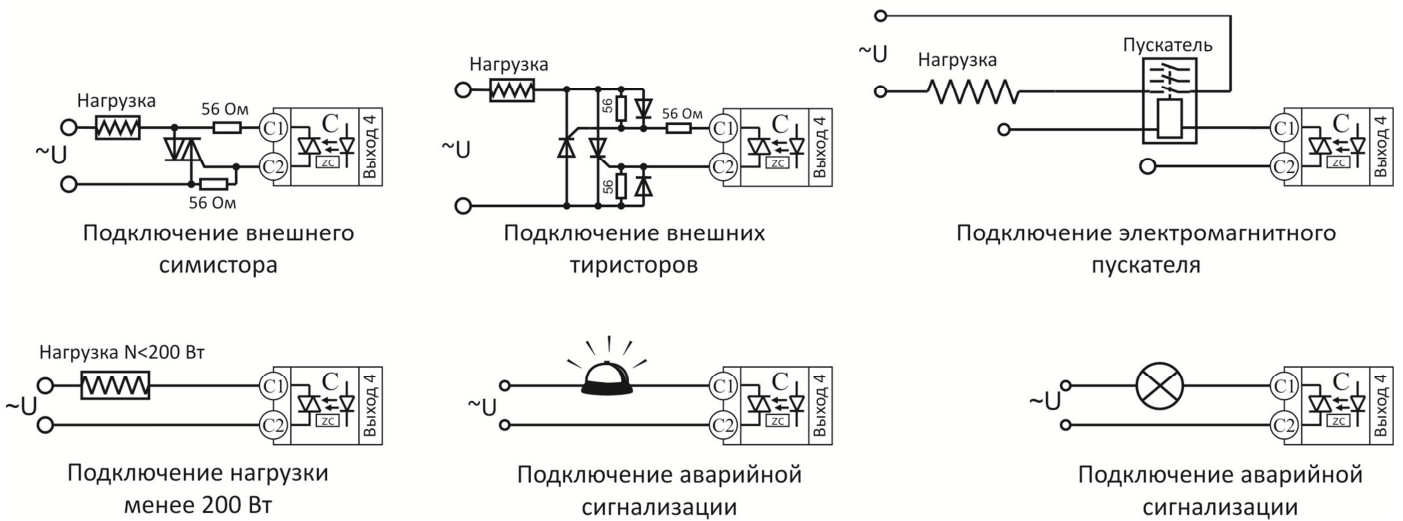 Нагрузка
56 Ом
~U
56 Ом
C1
C2
C
ZC
Выход 4
Подключение внешнего
симистора
Нагрузка
56
56 Ом
~U
56
C1
C2
C
ZC
Выход 4
Подключение внешних
тиристоров
~U
Нагрузка
Пускатель
C1
C2
C
ZC
Выход 4
Подключение электромагнитного
пускателя
Нагрузка N<200 Вт
~U
C1
C2
C
ZC
Выход 4
Подключение нагрузки
менее 200 Вт
~U
C1
C2
C
ZC
Выход 4
Подключение аварийной
сигнализации
~U
C1
C2
C
ZC
Выход 4
Подключение аварийной
сигнализации